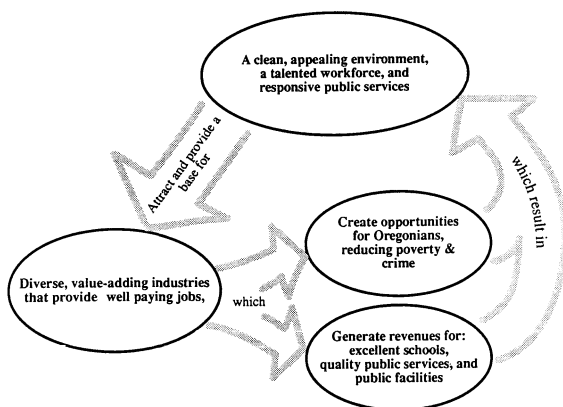 A clean, appealing environment,
a talented workforce, and
responsive public services
Attract and provide a
base for
Diverse, value-adding industries
that provide well paying jobs,
which
Create opportunities
for Oregonians,
reducing poverty &
crime
Generate revenues for:
excellent schools,
quality public services, and
public facilities
which result in